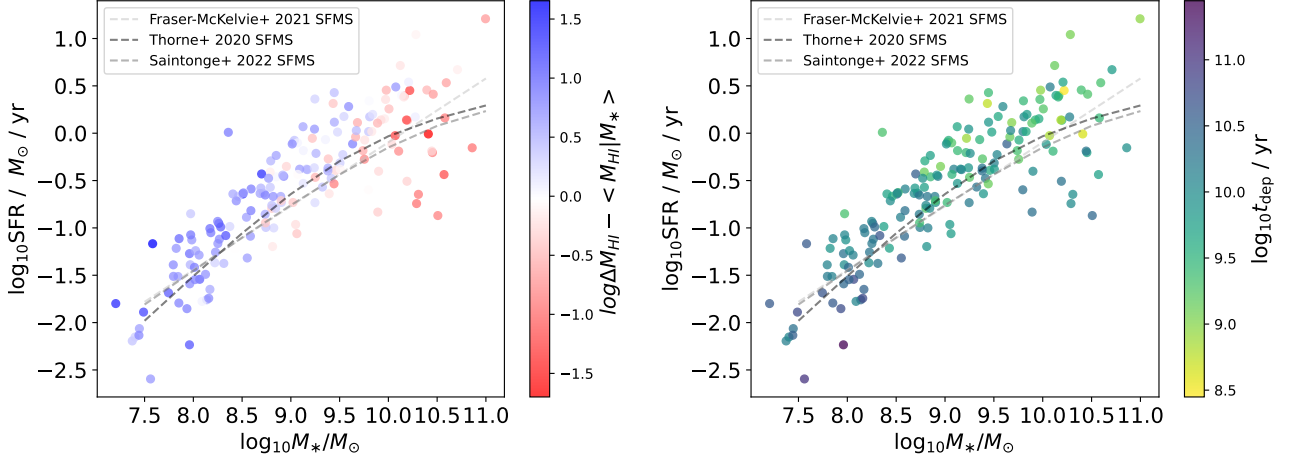 Fraser-McKelvie+ 2021 SFMS
Thorne+ 2020 SFMS
Saintonge+ 2022 SFMS
1.0
0.5
0.0
−0.5
−1.0
−1.5
−2.0
−2.5
log₁₀SFR / M⊙ / yr
7.5 8.0 8.5 9.0 9.5 10.0 10.5 11.0
log₁₀M∗/M⊙
1.5
1.0
0.5
0.0
−0.5
−1.0
−1.5
logΔM_HI − <M_HI|M∗>
Fraser-McKelvie+ 2021 SFMS
Thorne+ 2020 SFMS
Saintonge+ 2022 SFMS
1.0
0.5
0.0
−0.5
−1.0
−1.5
−2.0
−2.5
log₁₀SFR / M⊙ / yr
7.5 8.0 8.5 9.0 9.5 10.0 10.5 11.0
log₁₀M∗/M⊙
11.0
10.5
10.0
9.5
9.0
8.5
log₁₀t_dep / yr